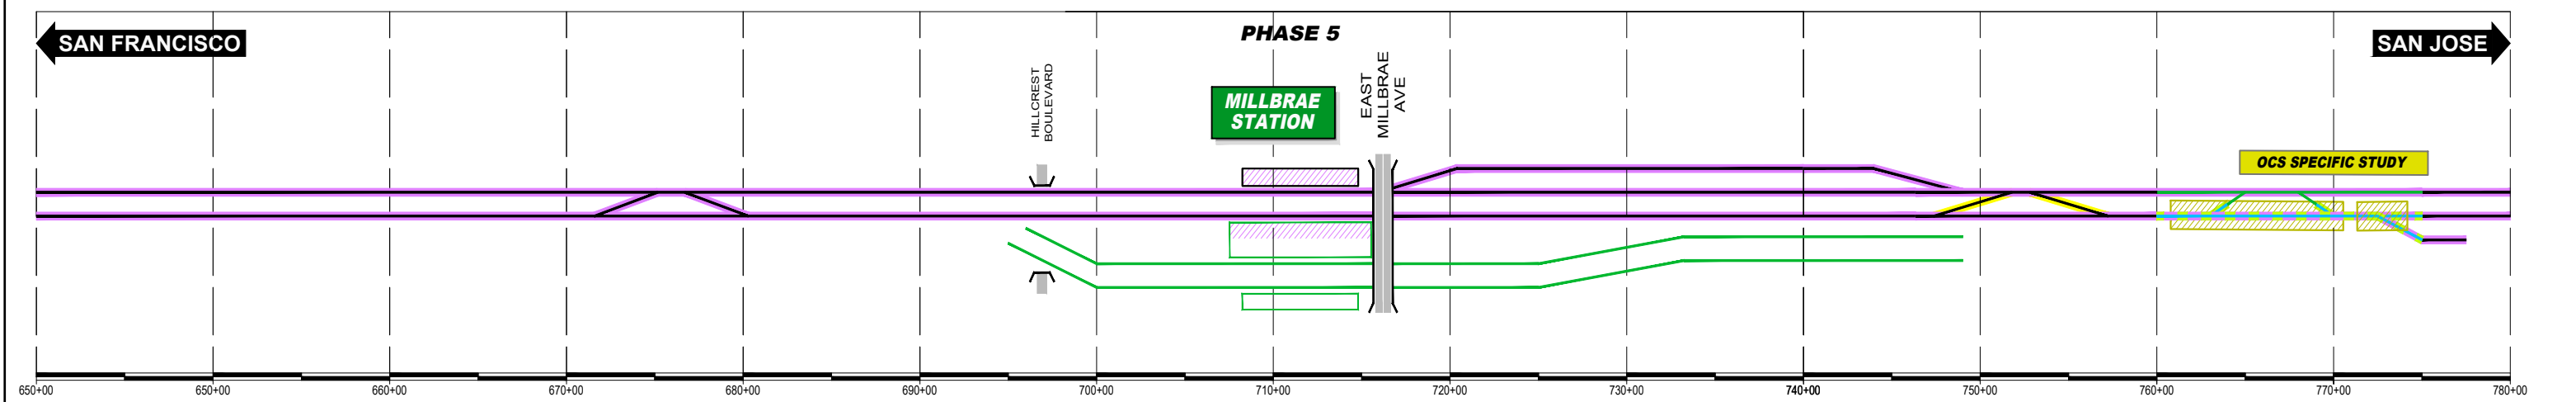 PHASE 5
SAN FRANCISCO
SAN JOSE
HILLCREST
BOULEVARD
MILLBRAE
STATION
EAST
MILLBRAE
AVE
OCS SPECIFIC STUDY
650+00 650+00 660+00 670+00 680+00 690+00 700+00 710+00 720+00 730+00 740+00 750+00 760+00 770+00 780+00